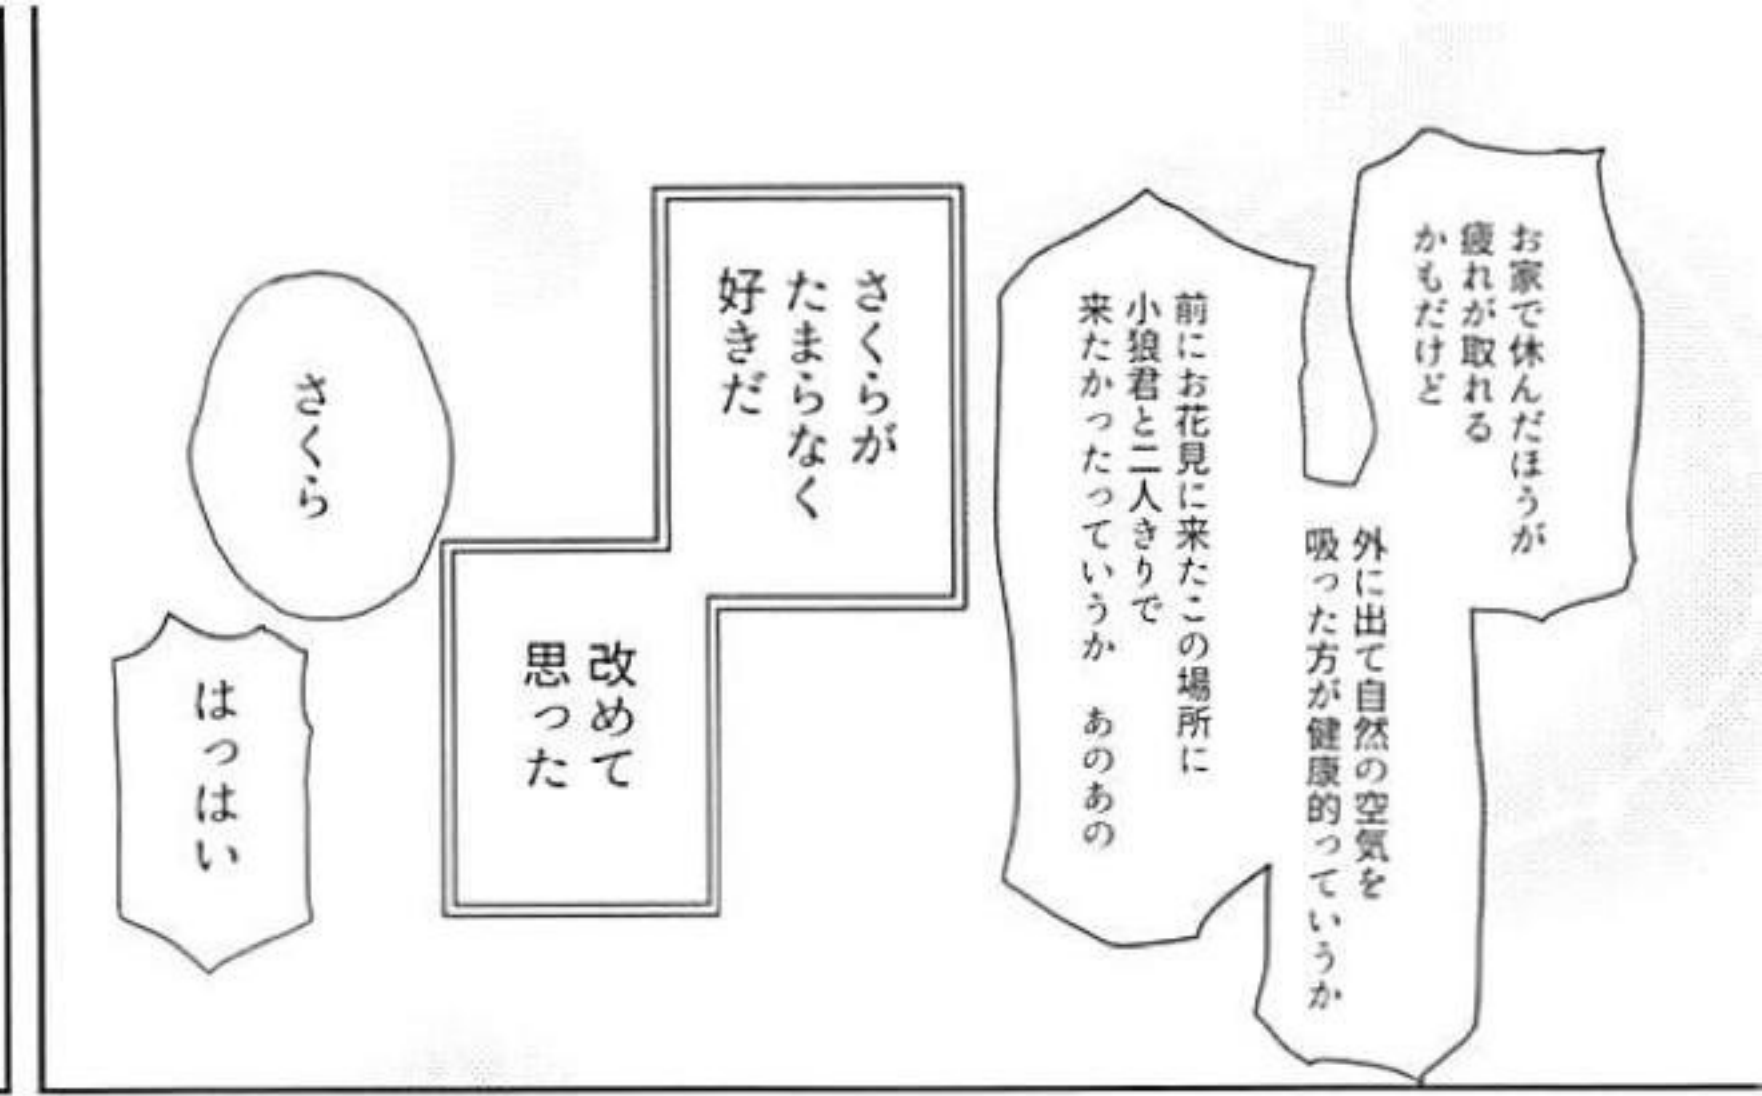 お家で休んだほうが
疲れが取れる
かもだけど
外に出て自然の空気を
吸った方が健康的っていうか
前にお花見に来たこの場所に
小狼君と二人きりで
来たかったっていうか　あのあの
さくらが
たまらなく
好きだ
改めて
思った
さくら
はっはい